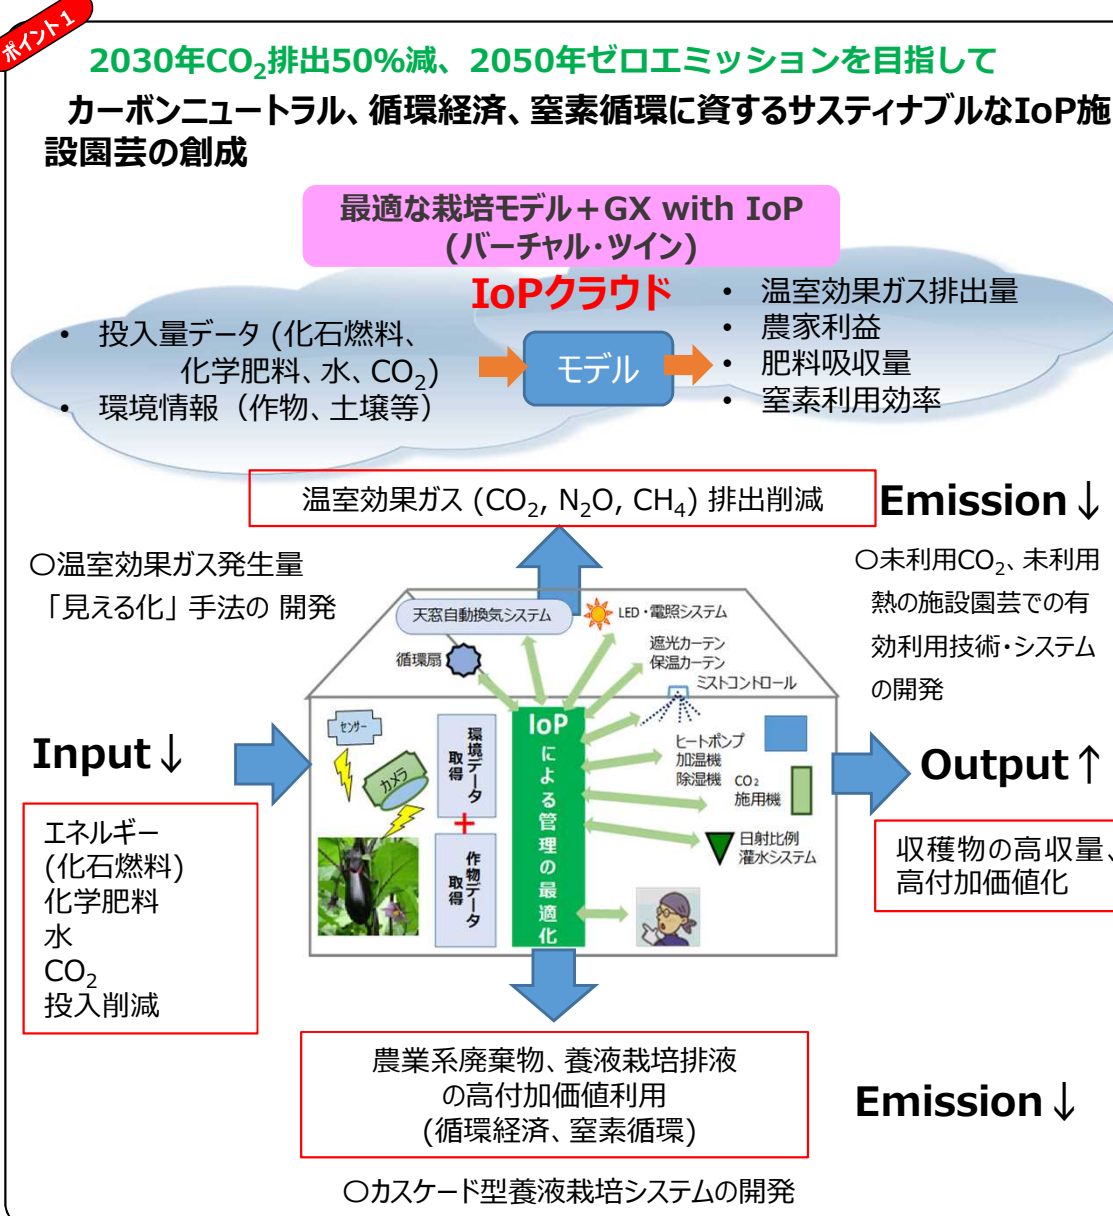 ポイント1
2030年CO₂排出50%減、2050年ゼロエミッションを目指して
カーボンニュートラル、循環経済、窒素循環に資するサスティナブルなIoP施
設園芸の創成
最適な栽培モデル＋GX with IoP
(バーチャル・ツイン)
IoPクラウド
• 投入量データ (化石燃料、
化学肥料、水、CO₂)
• 環境情報（作物、土壌等）
モデル
• 温室効果ガス排出量
• 農家利益
• 肥料吸収量
• 窒素利用効率
温室効果ガス (CO₂, N₂O, CH₄) 排出削減
Emission↓
〇温室効果ガス発生量
「見える化」手法の 開発
〇未利用CO₂、未利用
熱の施設園芸での有
効利用技術・システム
の開発
天窓自動換気システム
LED・電照システム
循環扇
遮光カーテン
保温カーテン
ミストコントロール
センサー
カメラ
環境データ
取得
+
作物データ
取得
IoPによる管理の最適化
ヒートポンプ
加温機
除湿機
CO₂
施用機
日射比例
灌水システム
Input↓
エネルギー
(化石燃料)
化学肥料
水
CO₂
投入削減
Output↑
収穫物の高収量、
高付加価値化
農業系廃棄物、養液栽培排液
の高付加価値利用
(循環経済、窒素循環)
Emission↓
〇カスケード型養液栽培システムの開発